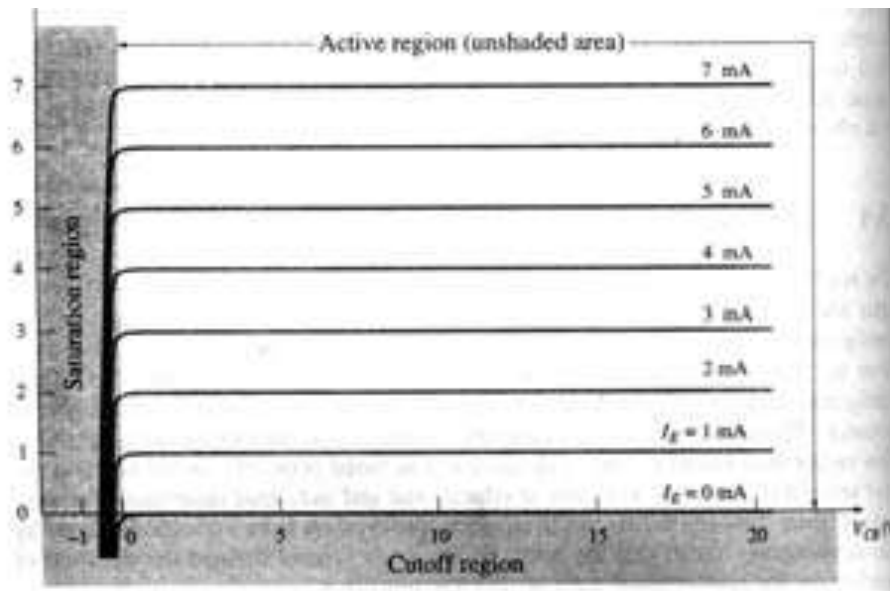 Active region (unshaded area)
7 mA
7
6 mA
6
5 mA
5
4 mA
4
3 mA
3
2 mA
2
I_E = 1 mA
1
I_E = 0 mA
0
-1 0 5 10 15 20
Saturation region
Cutoff region